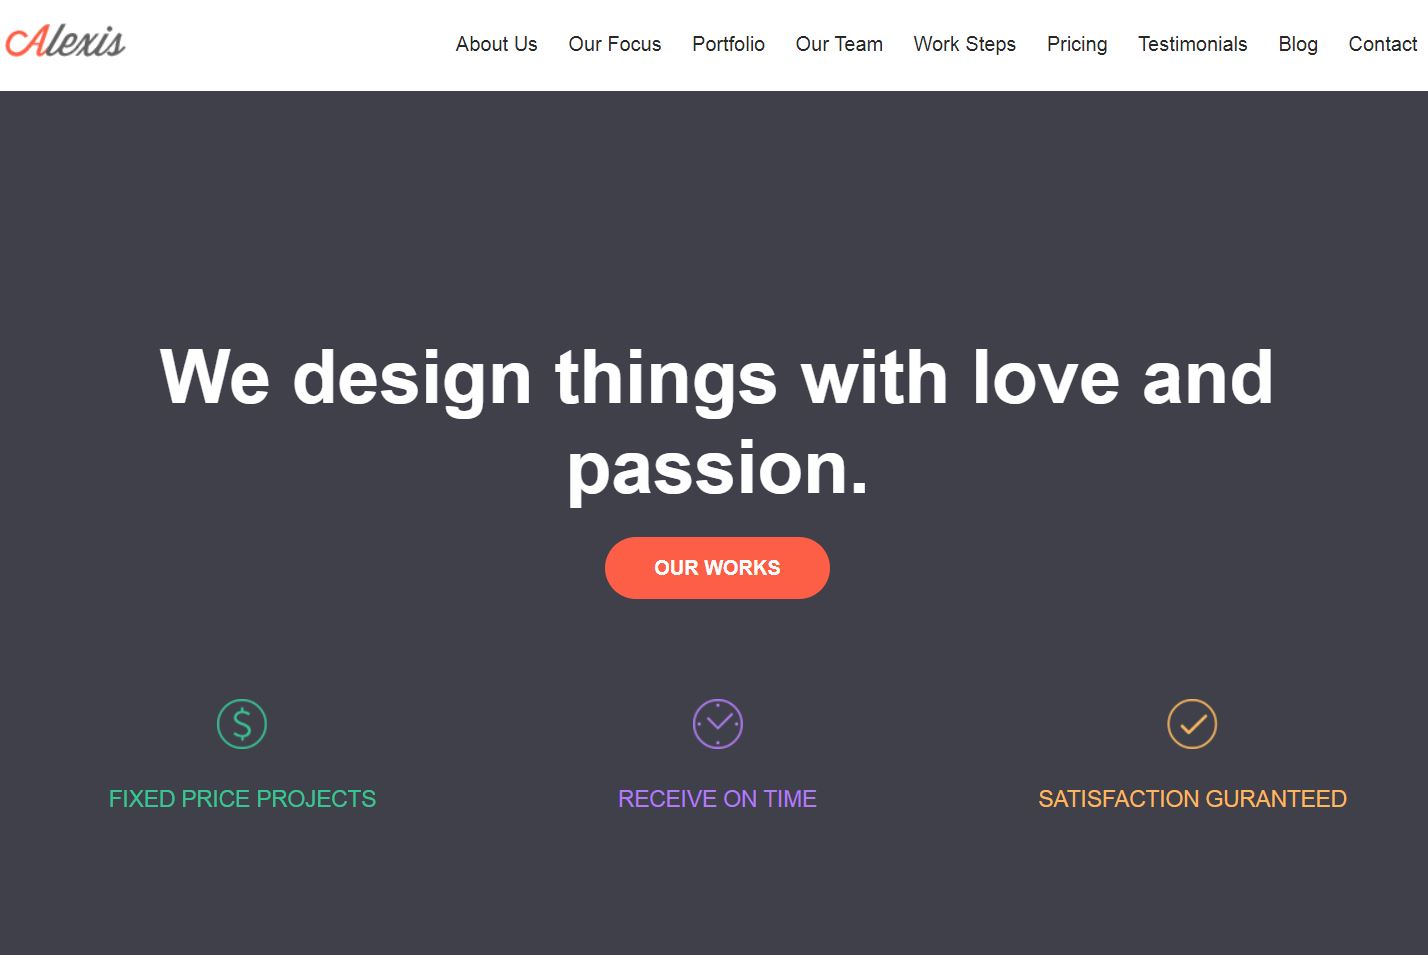 Alexis
About Us Our Focus Portfolio Our Team Work Steps Pricing Testimonials Blog Contact
We design things with love and
passion.
OUR WORKS
FIXED PRICE PROJECTS
RECEIVE ON TIME
SATISFACTION GURANTEED